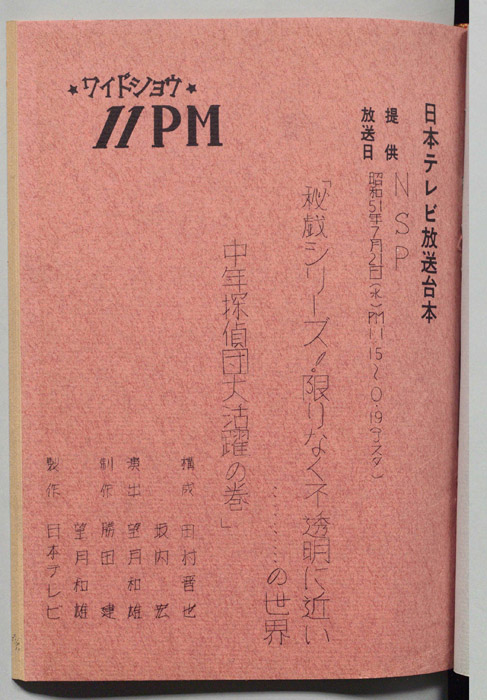 ★ワイドショウ★
11PM
日本テレビ放送台本
提供 NSP
放送日 昭和51年7月21日(水)PM11.15〜0.19(Gスタ)
「秘戯シリーズ!!限りなく不透明に近い
………の世界
中年探偵団大活躍の巻」
構成 田村晋也
坂内 宏
演出 望月和雄
制作 勝田 建
望月和雄
製作 日本テレビ